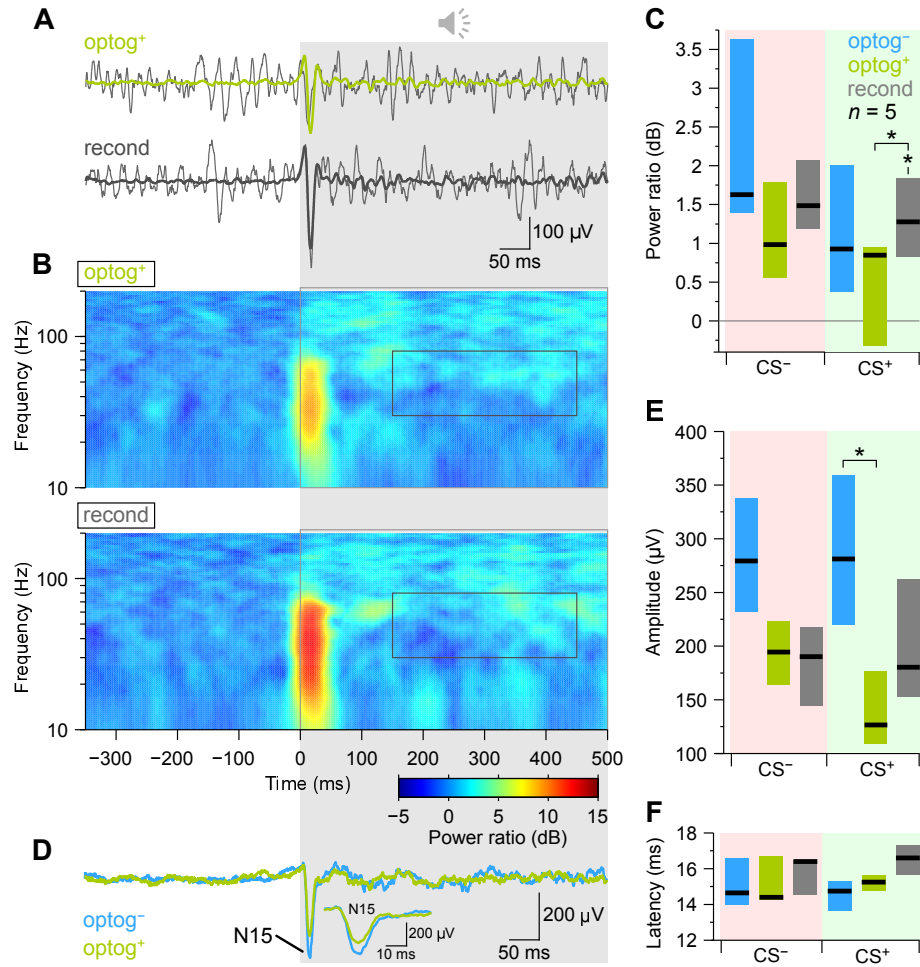 A
optog⁺
recond
100 µV
50 ms
B
optog⁺
Frequency (Hz)
100
10
recond
Frequency (Hz)
100
10
−300 −200 −100 0 100 200 300 400 500
Time (ms)
−5 0 5 10 15
Power ratio (dB)
D
optog⁻
optog⁺
N15
N15
200 µV
10 ms
200 µV
50 ms
C
optog⁻
optog⁺
recond
n = 5
*
*
Power ratio (dB)
3.5
3
2.5
2
1.5
1
0.5
0
CS⁻ CS⁺
E
*
Amplitude (µV)
400
350
300
250
200
150
100
CS⁻ CS⁺
F
Latency (ms)
18
16
14
12
CS⁻ CS⁺